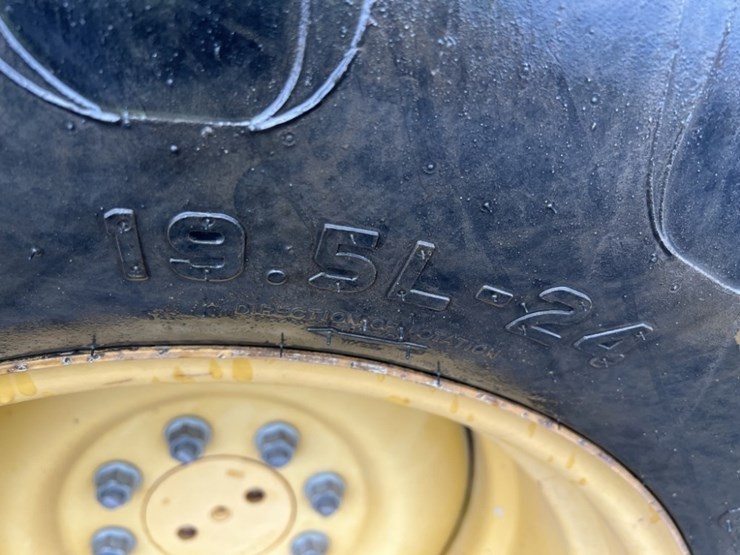 19.5L-24
DIRECTION OF ROTATION